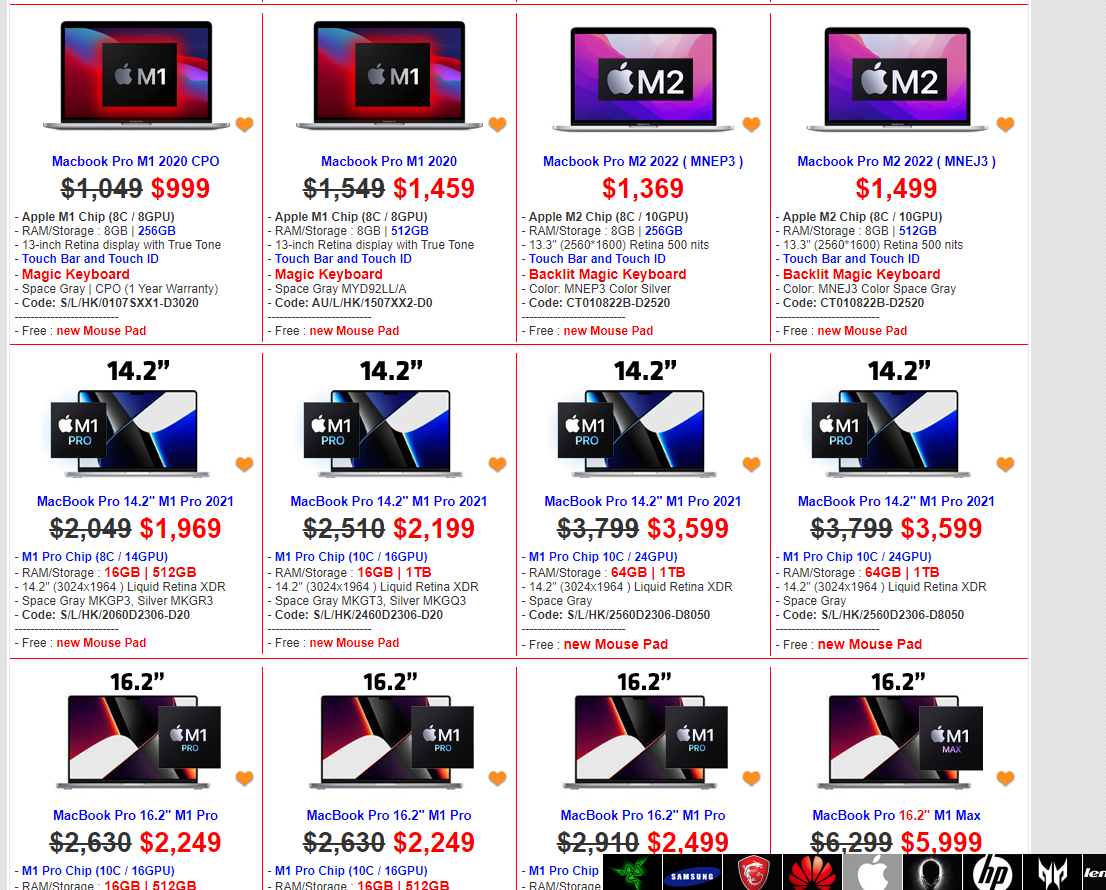 M1
M1
M2
M2
Macbook Pro M1 2020 CPO
$1,049 $999
- Apple M1 Chip (8C / 8GPU)
- RAM/Storage : 8GB | 256GB
- 13-inch Retina display with True Tone
- Touch Bar and Touch ID
- Magic Keyboard
- Space Gray | CPO (1 Year Warranty)
- Code: S/L/HK/0107SXX1-D3020
--------------------------
- Free : new Mouse Pad
Macbook Pro M1 2020
$1,549 $1,459
- Apple M1 Chip (8C / 8GPU)
- RAM/Storage : 8GB | 512GB
- 13-inch Retina display with True Tone
- Touch Bar and Touch ID
- Magic Keyboard
- Space Gray MYD92LL/A
- Code: AU/L/HK/1507XX2-D0
--------------------------
- Free : new Mouse Pad
Macbook Pro M2 2022 ( MNEP3 )
$1,369
- Apple M2 Chip (8C / 10GPU)
- RAM/Storage : 8GB | 256GB
- 13.3" (2560*1600) Retina 500 nits
- Touch Bar and Touch ID
- Backlit Magic Keyboard
- Color: MNEP3 Color Silver
- Code: CT010822B-D2520
--------------------------
- Free : new Mouse Pad
Macbook Pro M2 2022 ( MNEJ3 )
$1,499
- Apple M2 Chip (8C / 10GPU)
- RAM/Storage : 8GB | 512GB
- 13.3" (2560*1600) Retina 500 nits
- Touch Bar and Touch ID
- Backlit Magic Keyboard
- Color: MNEJ3 Color Space Gray
- Code: CT010822B-D2520
--------------------------
- Free : new Mouse Pad
14.2”
M1
PRO
MacBook Pro 14.2" M1 Pro 2021
$2,049 $1,969
- M1 Pro Chip (8C / 14GPU)
- RAM/Storage : 16GB | 512GB
- 14.2" (3024x1964 ) Liquid Retina XDR
- Space Gray MKGP3, Silver MKGR3
- Code: S/L/HK/2060D2306-D20
--------------------------
- Free : new Mouse Pad
14.2”
M1
PRO
MacBook Pro 14.2" M1 Pro 2021
$2,510 $2,199
- M1 Pro Chip (10C / 16GPU)
- RAM/Storage : 16GB | 1TB
- 14.2" (3024x1964 ) Liquid Retina XDR
- Space Gray MKGT3, Silver MKGQ3
- Code: S/L/HK/2460D2306-D20
--------------------------
- Free : new Mouse Pad
14.2”
M1
PRO
MacBook Pro 14.2" M1 Pro 2021
$3,799 $3,599
- M1 Pro Chip 10C / 24GPU)
- RAM/Storage : 64GB | 1TB
- 14.2" (3024x1964 ) Liquid Retina XDR
- Space Gray
- Code: S/L/HK/2560D2306-D8050
--------------------------
- Free : new Mouse Pad
14.2”
M1
PRO
MacBook Pro 14.2" M1 Pro 2021
$3,799 $3,599
- M1 Pro Chip 10C / 24GPU)
- RAM/Storage : 64GB | 1TB
- 14.2" (3024x1964 ) Liquid Retina XDR
- Space Gray
- Code: S/L/HK/2560D2306-D8050
--------------------------
- Free : new Mouse Pad
16.2”
M1
PRO
MacBook Pro 16.2" M1 Pro
$2,630 $2,249
- M1 Pro Chip (10C / 16GPU)
- RAM/Storage : 16GB | 512GB
16.2”
M1
PRO
MacBook Pro 16.2" M1 Pro
$2,630 $2,249
- M1 Pro Chip (10C / 16GPU)
- RAM/Storage : 16GB | 512GB
16.2”
M1
PRO
MacBook Pro 16.2" M1 Pro
$2,910 $2,499
- M1 Pro Chip
- RAM/Storage
16.2”
M1
MAX
MacBook Pro 16.2" M1 Max
$6,299 $5,999
SAMSUNG
hp
len